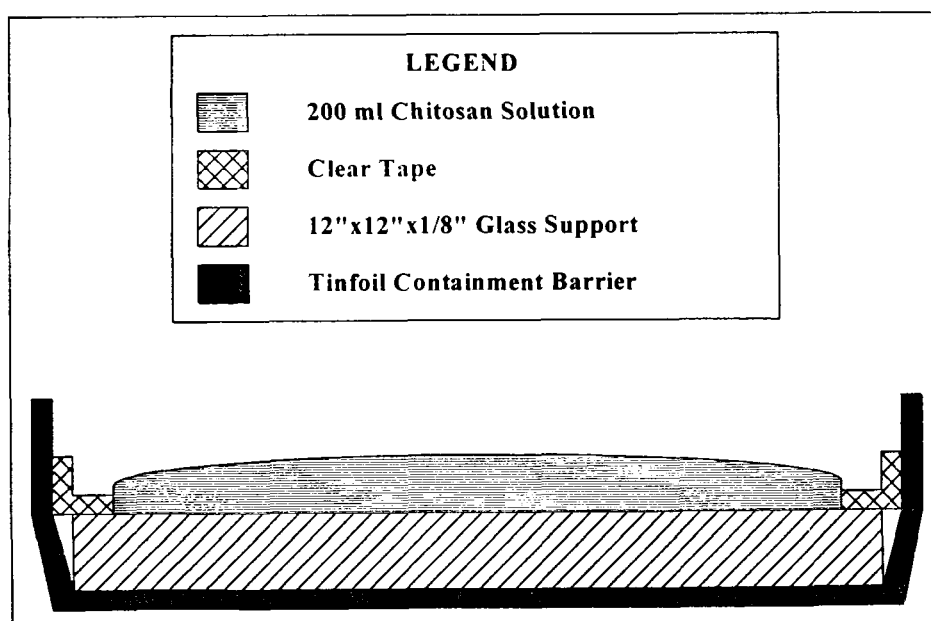 LEGEND
200 ml Chitosan Solution
Clear Tape
12"x12"x1/8" Glass Support
Tinfoil Containment Barrier